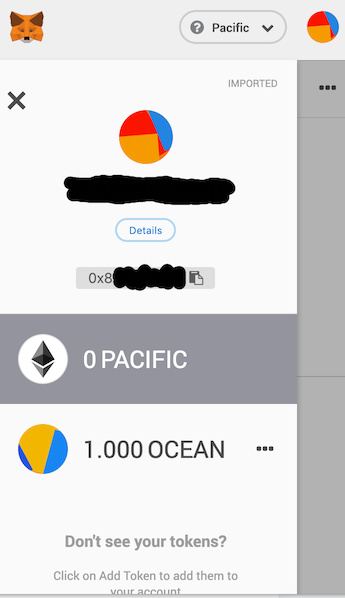 Pacific
IMPORTED
Details
0x8
0 PACIFIC
1.000 OCEAN
Don't see your tokens?
Click on Add Token to add them to
your account